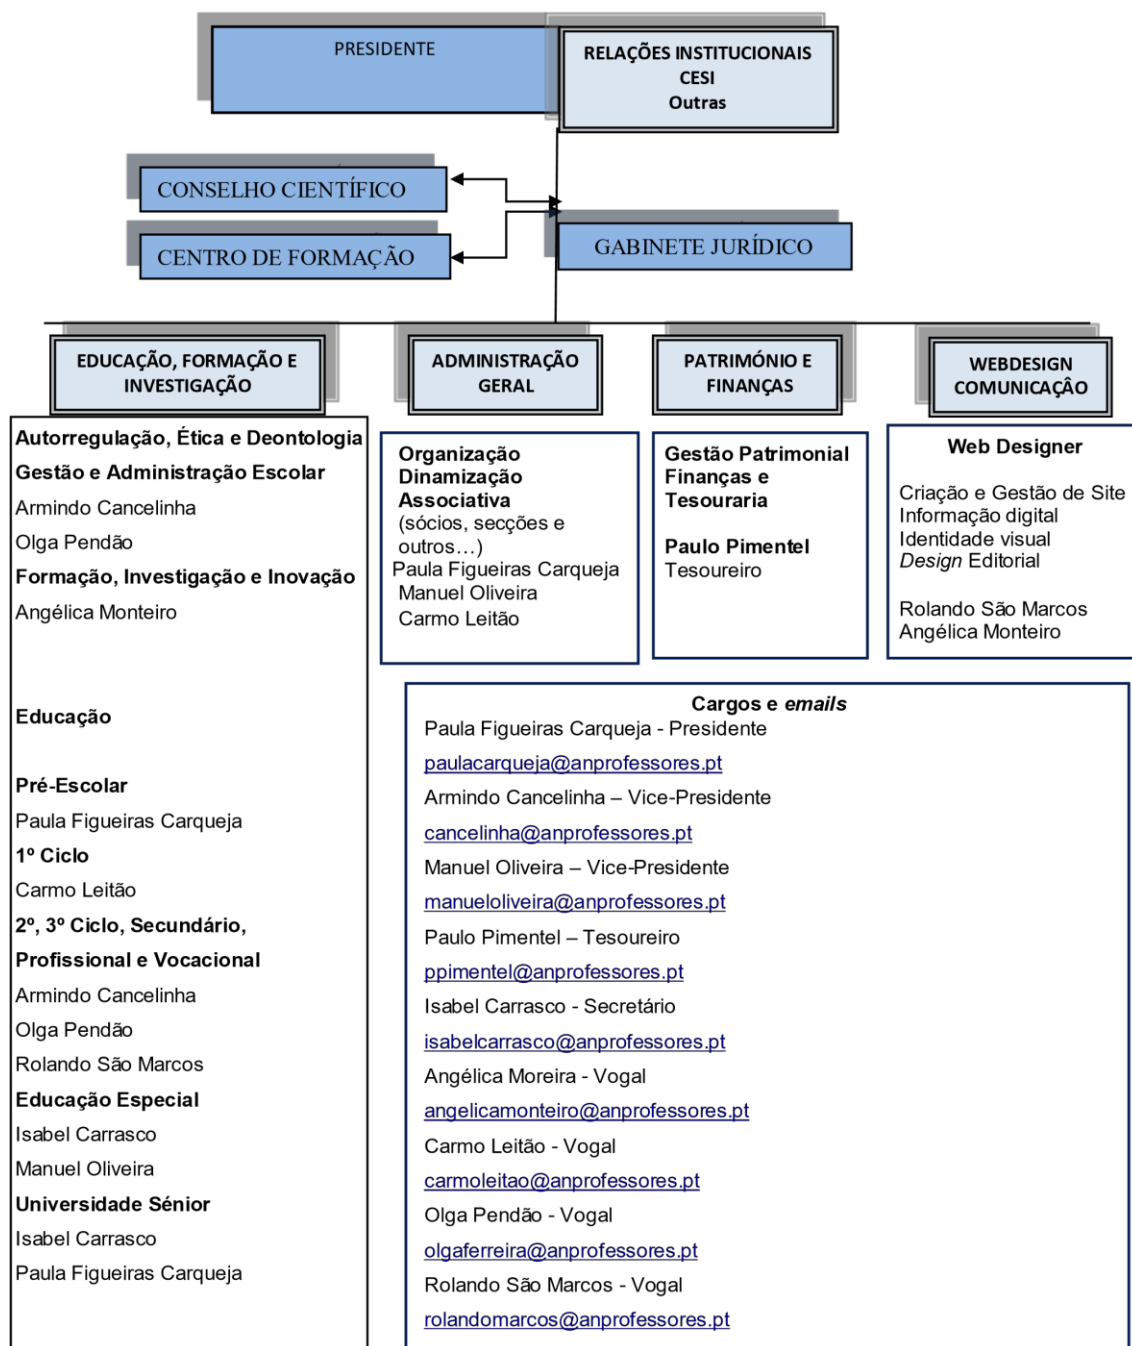 PRESIDENTE
RELAÇÕES INSTITUCIONAIS
CESI
Outras
CONSELHO CIENTÍFICO
CENTRO DE FORMAÇÃO
GABINETE JURÍDICO
EDUCAÇÃO, FORMAÇÃO E
INVESTIGAÇÃO
ADMINISTRAÇÃO
GERAL
PATRIMÓNIO E
FINANÇAS
WEBDESIGN
COMUNICAÇÂO
Autorregulação, Ética e Deontologia
Gestão e Administração Escolar
Armindo Cancelinha
Olga Pendão
Formação, Investigação e Inovação
Angélica Monteiro
Educação
Pré-Escolar
Paula Figueiras Carqueja
1º Ciclo
Carmo Leitão
2º, 3º Ciclo, Secundário,
Profissional e Vocacional
Armindo Cancelinha
Olga Pendão
Rolando São Marcos
Educação Especial
Isabel Carrasco
Manuel Oliveira
Universidade Sénior
Isabel Carrasco
Paula Figueiras Carqueja
Organização
Dinamização
Associativa
(sócios, secções e
outros…)
Paula Figueiras Carqueja
Manuel Oliveira
Carmo Leitão
Gestão Patrimonial
Finanças e
Tesouraria
Paulo Pimentel
Tesoureiro
Web Designer
Criação e Gestão de Site
Informação digital
Identidade visual
Design Editorial
Rolando São Marcos
Angélica Monteiro
Cargos e emails
Paula Figueiras Carqueja - Presidente
paulacarqueja@anprofessores.pt
Armindo Cancelinha – Vice-Presidente
cancelinha@anprofessores.pt
Manuel Oliveira – Vice-Presidente
manueloliveira@anprofessores.pt
Paulo Pimentel – Tesoureiro
ppimentel@anprofessores.pt
Isabel Carrasco - Secretário
isabelcarrasco@anprofessores.pt
Angélica Moreira - Vogal
angelicamonteiro@anprofessores.pt
Carmo Leitão - Vogal
carmoleitao@anprofessores.pt
Olga Pendão - Vogal
olgaferreira@anprofessores.pt
Rolando São Marcos - Vogal
rolandomarcos@anprofessores.pt